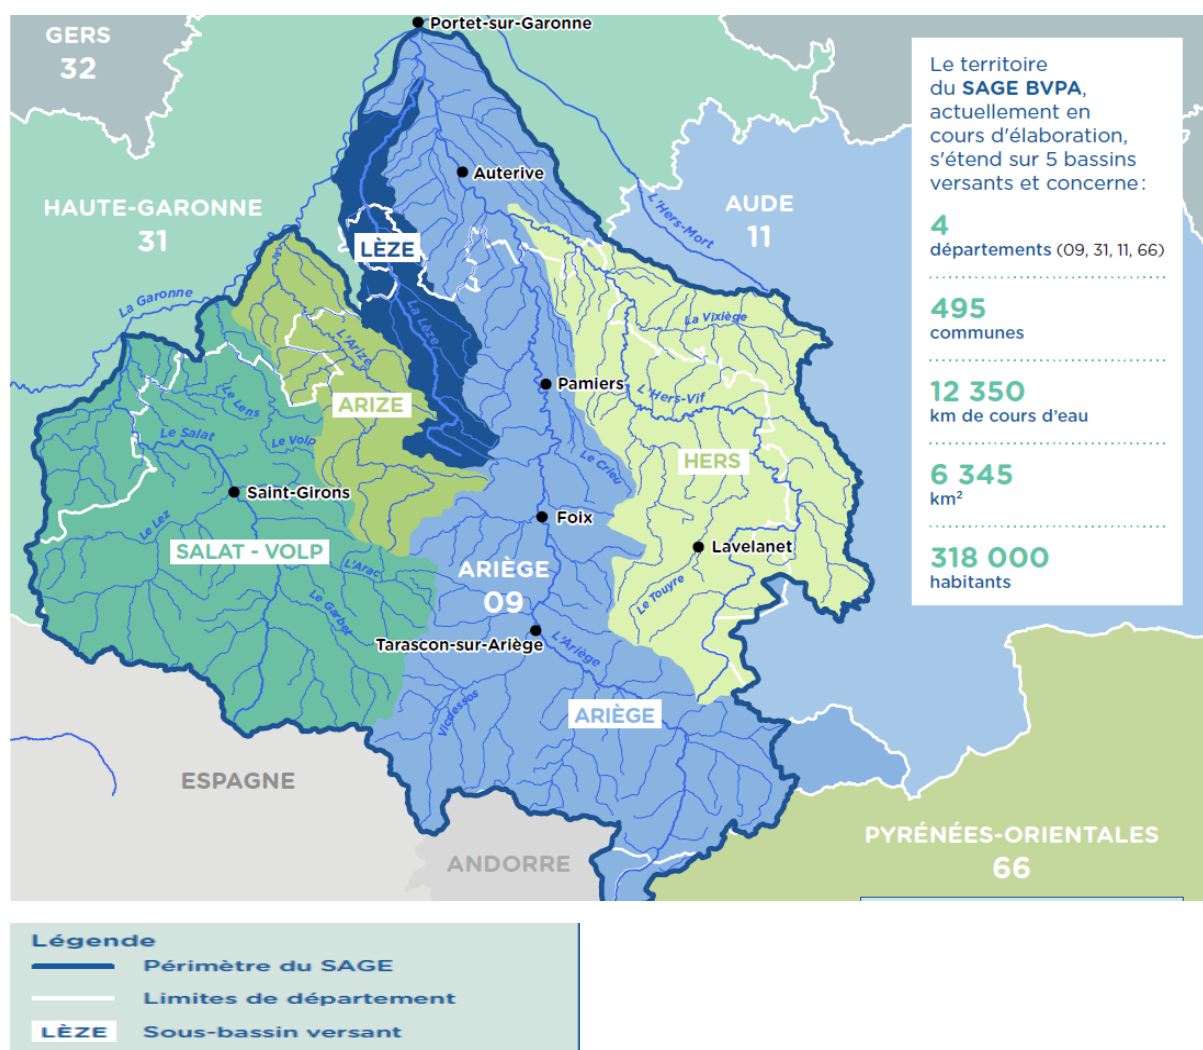 Portet-sur-Garonne
GERS
32
Le territoire
du SAGE BVPA,
actuellement en
cours d'élaboration,
s'étend sur 5 bassins
versants et concerne :
4
départements (09, 31, 11, 66)
495
communes
12 350
km de cours d'eau
6 345
km²
318 000
habitants
Auterive
HAUTE-GARONNE
31
L'Hers-Mort
AUDE
11
LÈZE
La Garonne
La Lèze
L'Arize
La Vixiège
Pamiers
L'Hers-Vif
Le Lens
ARIZE
Le Salat
Le Volp
HERS
Le Crieu
Saint-Girons
Foix
Le Lez
SALAT - VOLP
Lavelanet
L'Arac
ARIÈGE
09
Le Touyre
Le Garbet
Tarascon-sur-Ariège
L'Ariège
Vicdessos
ARIÈGE
ESPAGNE
ANDORRE
PYRÉNÉES-ORIENTALES
66
Légende
Périmètre du SAGE
Limites de département
LÈZE Sous-bassin versant